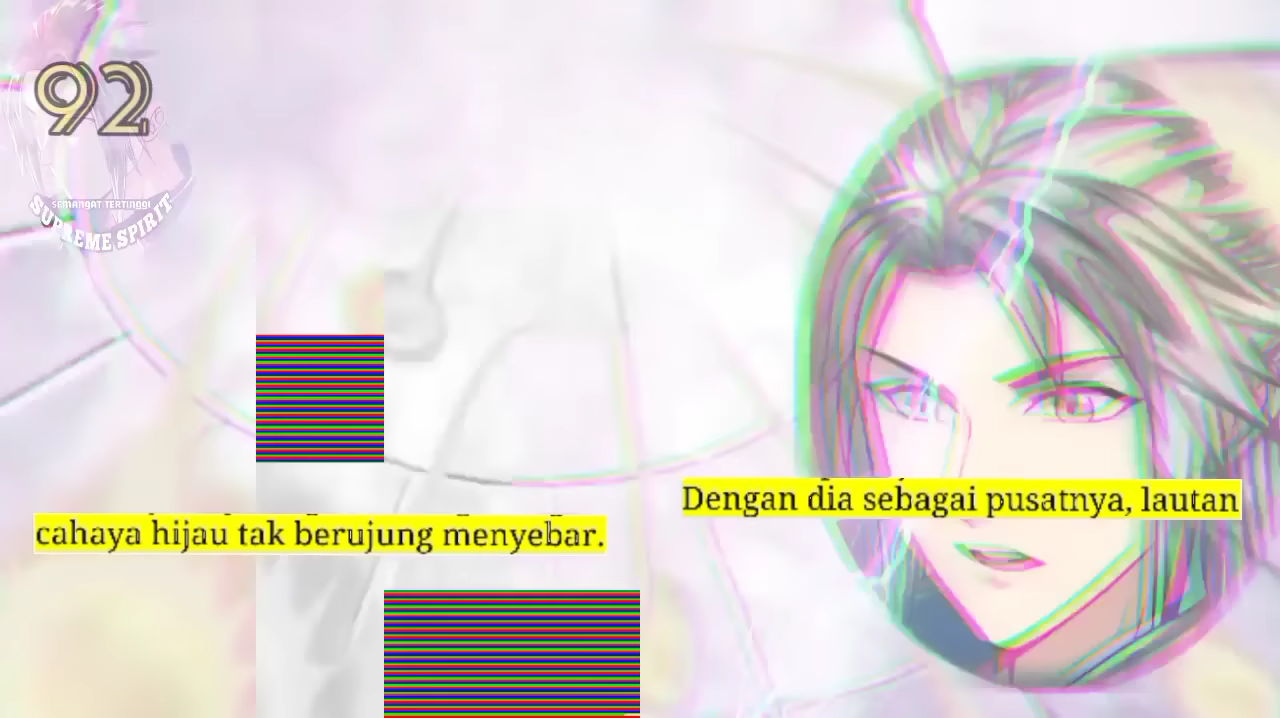 92
SEMANGAT TERTINGGI
SUPREME SPIRIT
Dengan dia sebagai pusatnya, lautan
cahaya hijau tak berujung menyebar.